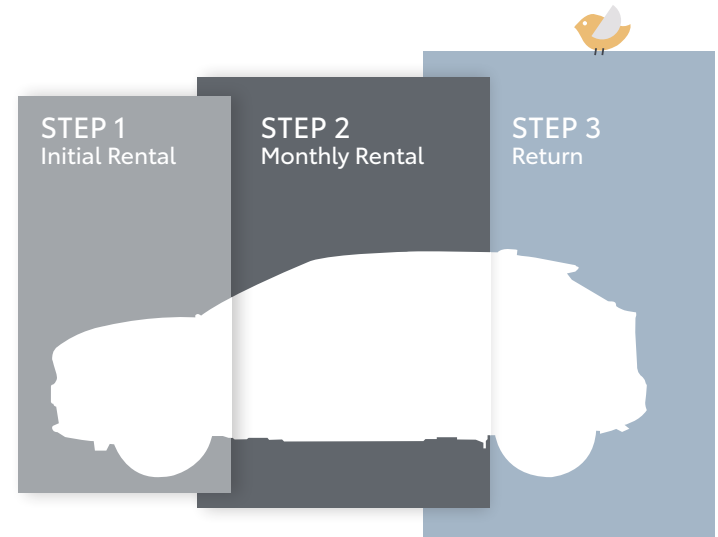 STEP 1
Initial Rental
STEP 2
Monthly Rental
STEP 3
Return